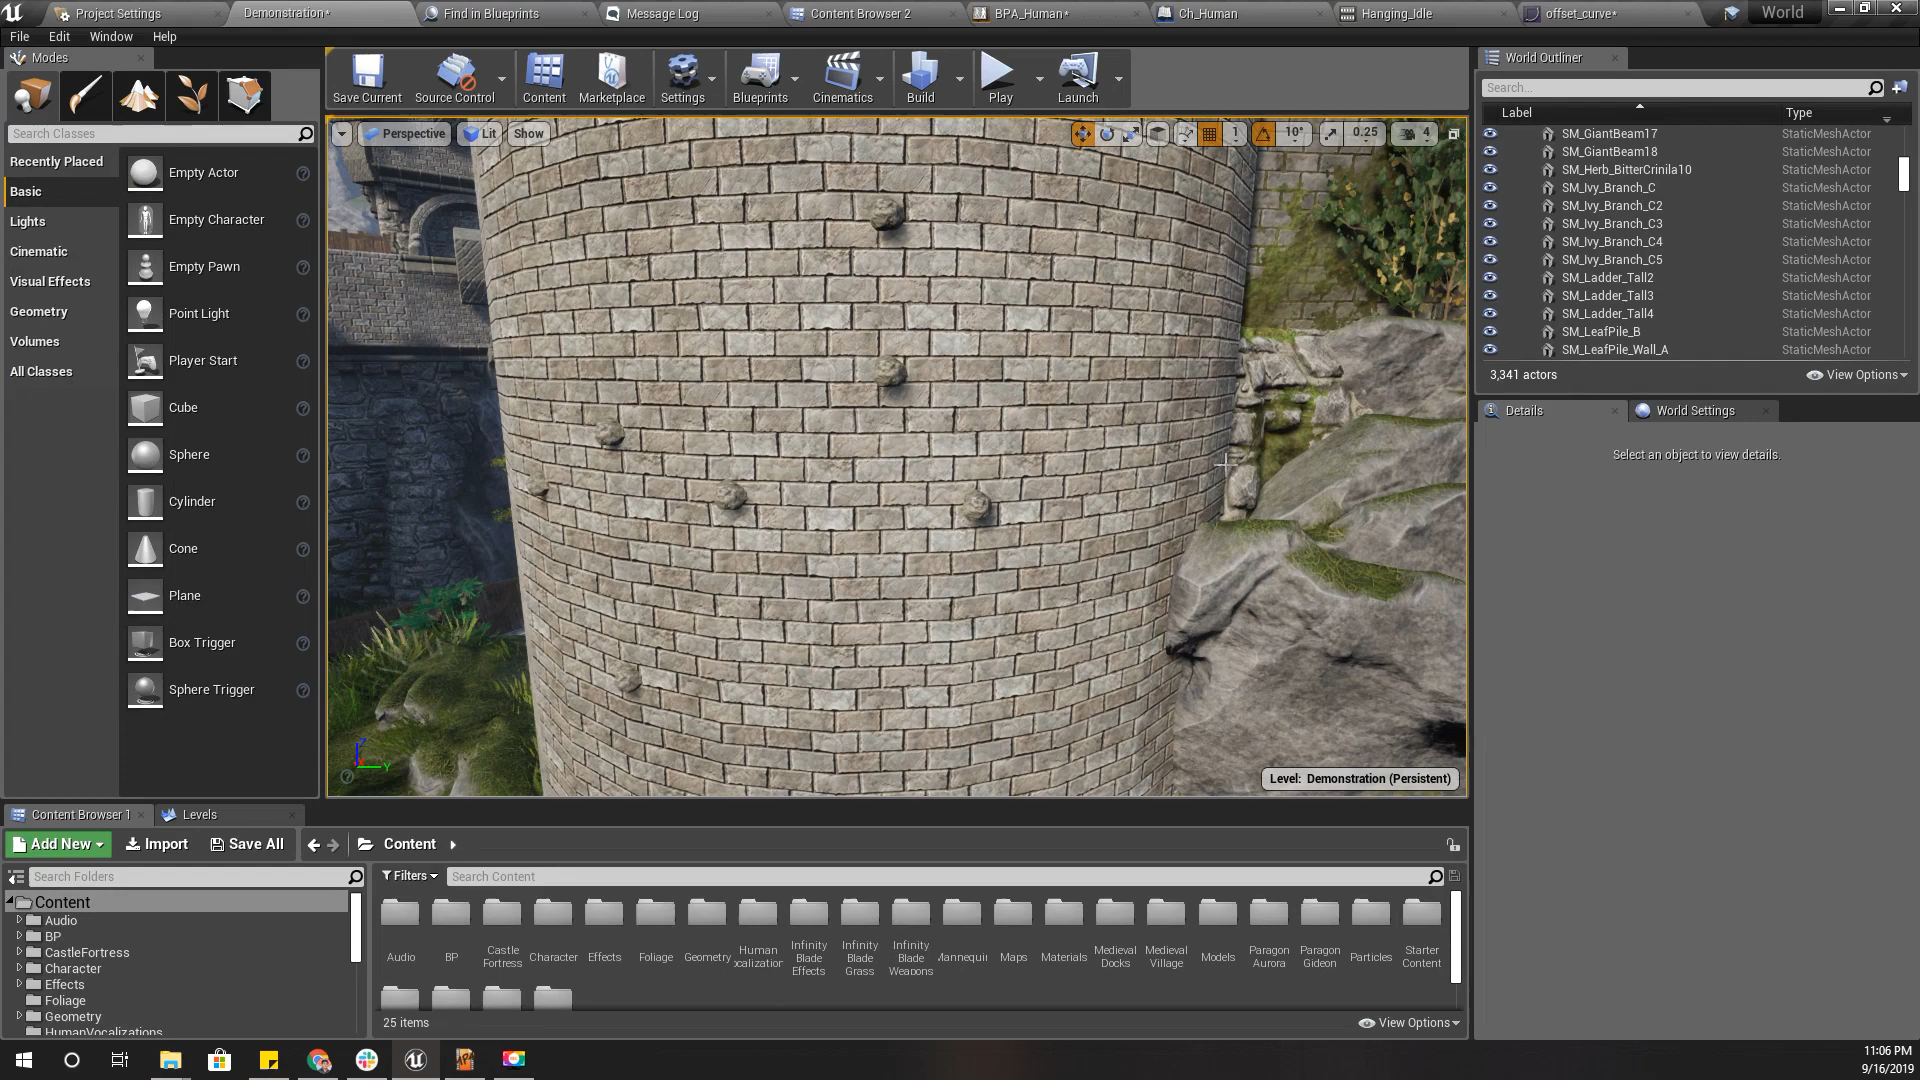 Project Settings
Demonstration*
Find in Blueprints
Message Log
Content Browser 2
BPA_Human*
Ch_Human
Hanging_Idle
offset_curve*
World
File
Edit
Window
Help
Modes
Save Current
Source Control
Content
Marketplace
Settings
Blueprints
Cinematics
Build
Play
Launch
World Outliner
Search...
Label
Type
SM_GiantBeam17 StaticMeshActor
SM_GiantBeam18 StaticMeshActor
SM_Herb_BitterCrinila10 StaticMeshActor
SM_Ivy_Branch_C StaticMeshActor
SM_Ivy_Branch_C2 StaticMeshActor
SM_Ivy_Branch_C3 StaticMeshActor
SM_Ivy_Branch_C4 StaticMeshActor
SM_Ivy_Branch_C5 StaticMeshActor
SM_Ladder_Tall2 StaticMeshActor
SM_Ladder_Tall3 StaticMeshActor
SM_Ladder_Tall4 StaticMeshActor
SM_LeafPile_B StaticMeshActor
SM_LeafPile_Wall_A StaticMeshActor
3,341 actors
View Options
Details
World Settings
Select an object to view details.
Search Classes
Recently Placed
Basic
Lights
Cinematic
Visual Effects
Geometry
Volumes
All Classes
Empty Actor
Empty Character
Empty Pawn
Point Light
Player Start
Cube
Sphere
Cylinder
Cone
Plane
Box Trigger
Sphere Trigger
Perspective
Lit
Show
1
10°
0.25
4
Z
Y
Level: Demonstration (Persistent)
Content Browser 1
Levels
Add New
Import
Save All
Content
Search Folders
Content
Audio
BP
CastleFortress
Character
Effects
Foliage
Geometry
HumanVocalizations
Filters
Search Content
Audio
BP
Castle
Fortress
Character
Effects
Foliage
Geometry
Human
ocalization
Infinity
Blade
Effects
Infinity
Blade
Grass
Infinity
Blade
Weapons
Mannequin
Maps
Materials
Medieval
Docks
Medieval
Village
Models
Paragon
Aurora
Paragon
Gideon
Particles
Starter
Content
25 items
View Options
11:06 PM
9/16/2019